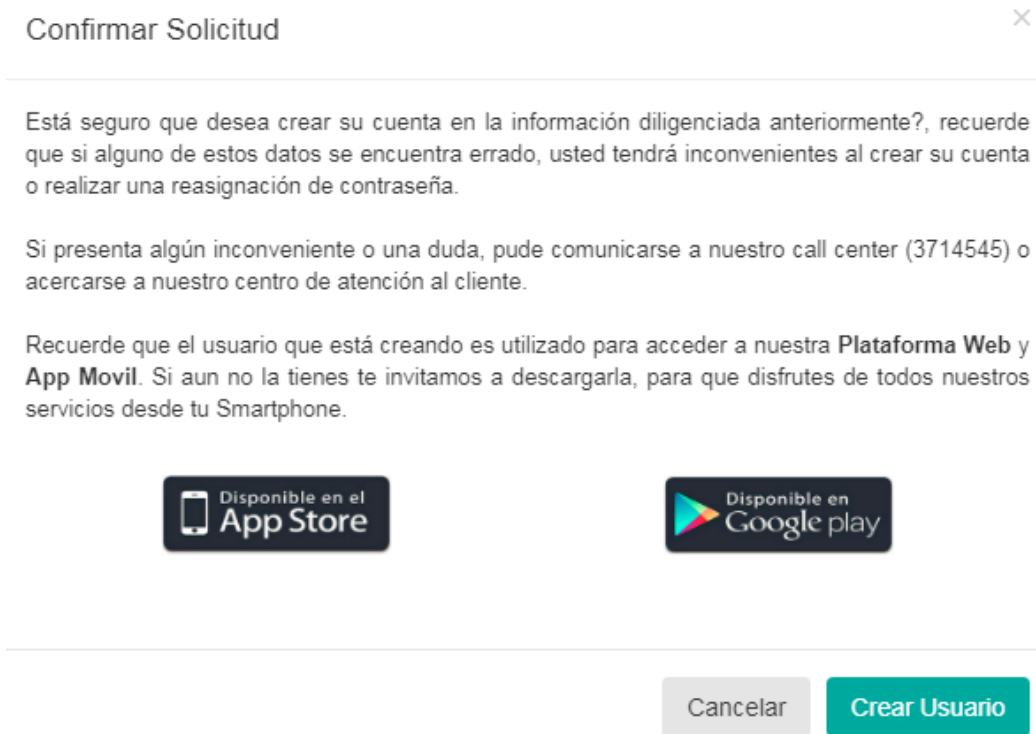 Confirmar Solicitud
×
Está seguro que desea crear su cuenta en la información diligenciada anteriormente?, recuerde
que si alguno de estos datos se encuentra errado, usted tendrá inconvenientes al crear su cuenta
o realizar una reasignación de contraseña.
Si presenta algún inconveniente o una duda, pude comunicarse a nuestro call center (3714545) o
acercarse a nuestro centro de atención al cliente.
Recuerde que el usuario que está creando es utilizado para acceder a nuestra Plataforma Web y
App Movil. Si aun no la tienes te invitamos a descargarla, para que disfrutes de todos nuestros
servicios desde tu Smartphone.
Disponible en el
App Store
Disponible en
Google play
Cancelar
Crear Usuario